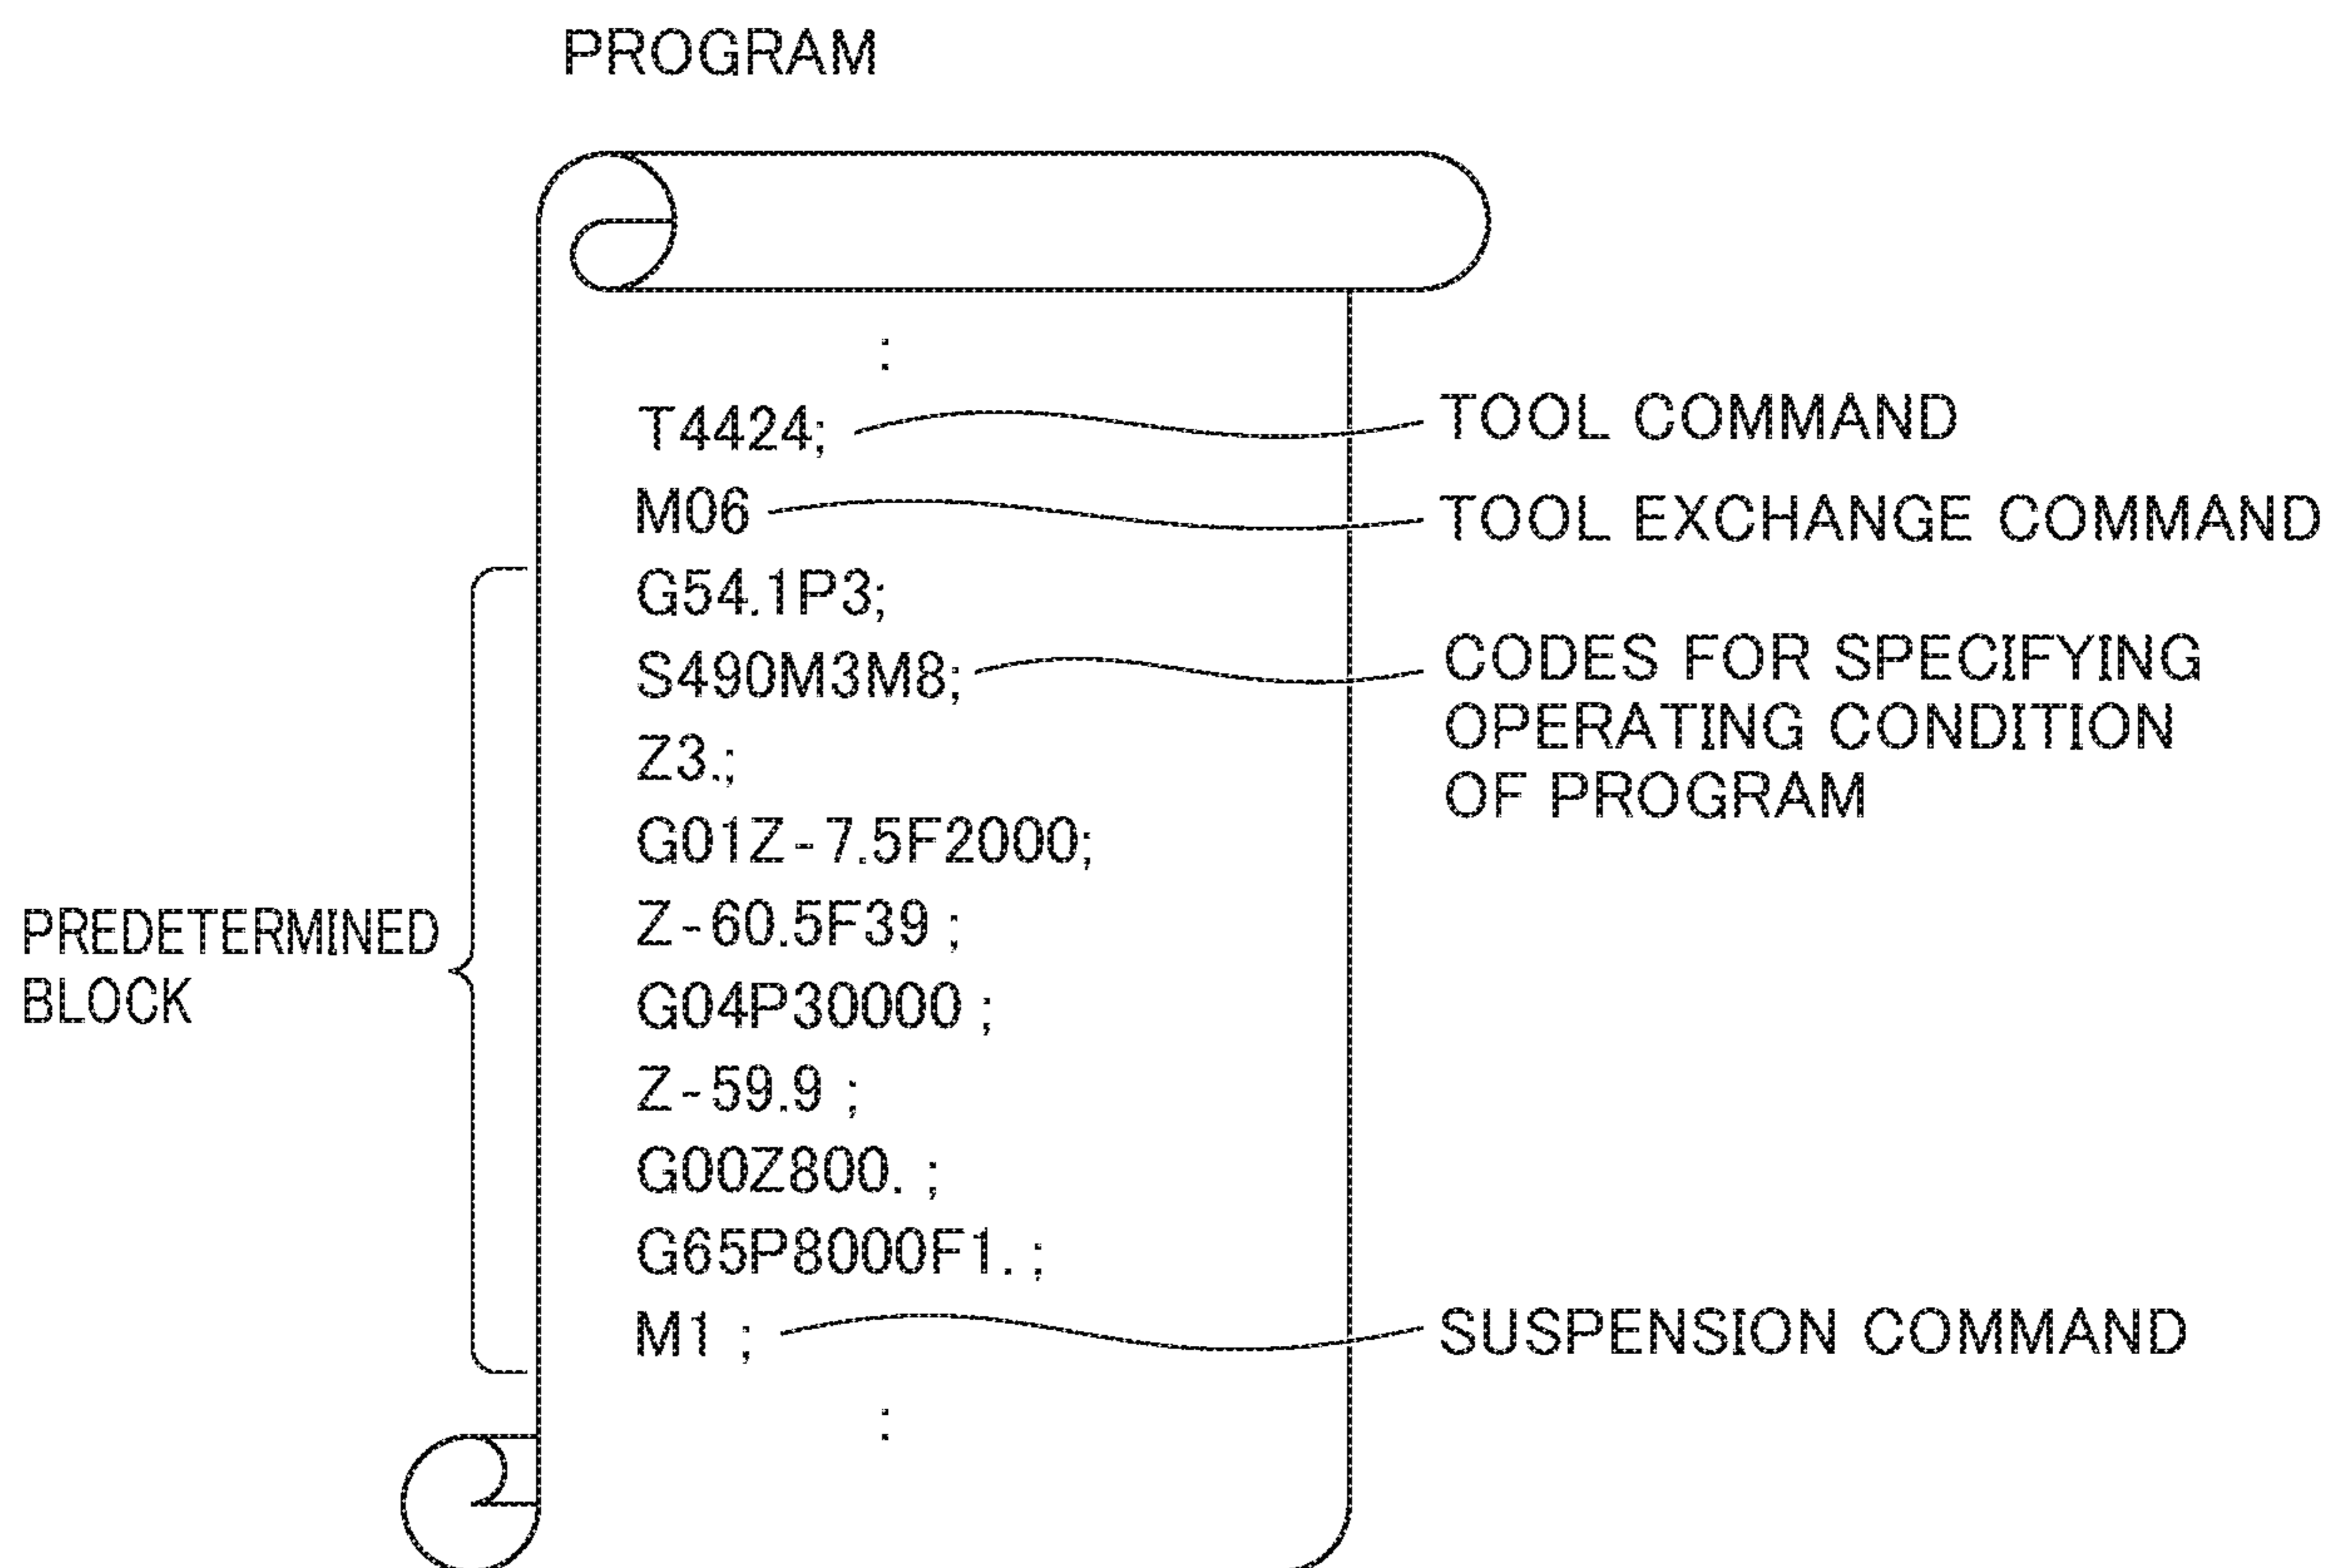 PROGRAM
:
T4424;
TOOL COMMAND
M06
TOOL EXCHANGE COMMAND
G54.1P3;
S490M3M8;
CODES FOR SPECIFYING
OPERATING CONDITION
OF PROGRAM
Z3.;
G01Z-7.5F2000;
Z-60.5F39 ;
PREDETERMINED
BLOCK
G04P30000 ;
Z-59.9 ;
G00Z800. ;
G65P8000F1. ;
M1 ;
SUSPENSION COMMAND
: